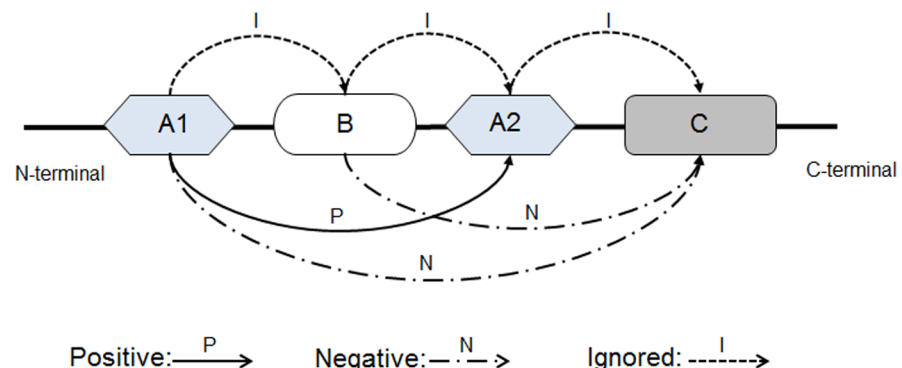 I I I
A1 B A2 C
N-terminal C-terminal
P N
N
Positive: P Negative: N Ignored: I